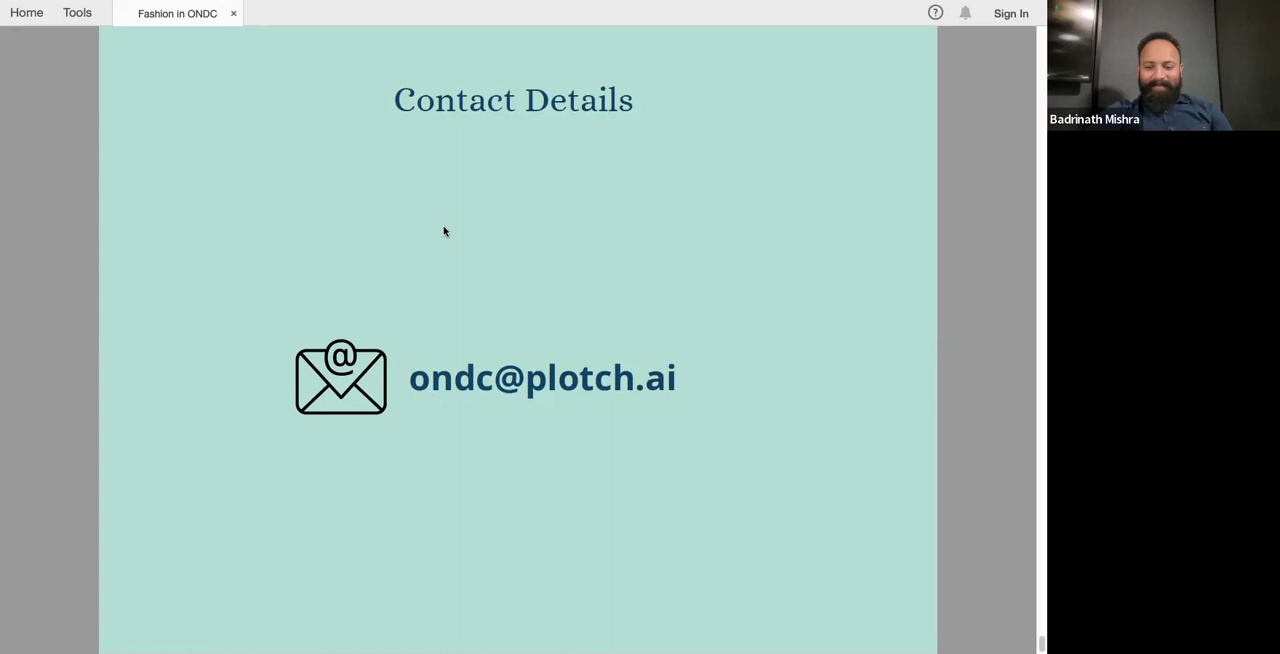 Home Tools Fashion in ONDC × ? Sign In
Contact Details
@ ondc@plotch.ai
Badrinath Mishra